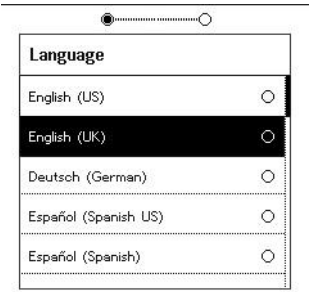 Language
English (US)
English (UK)
Deutsch (German)
Español (Spanish US)
Español (Spanish)